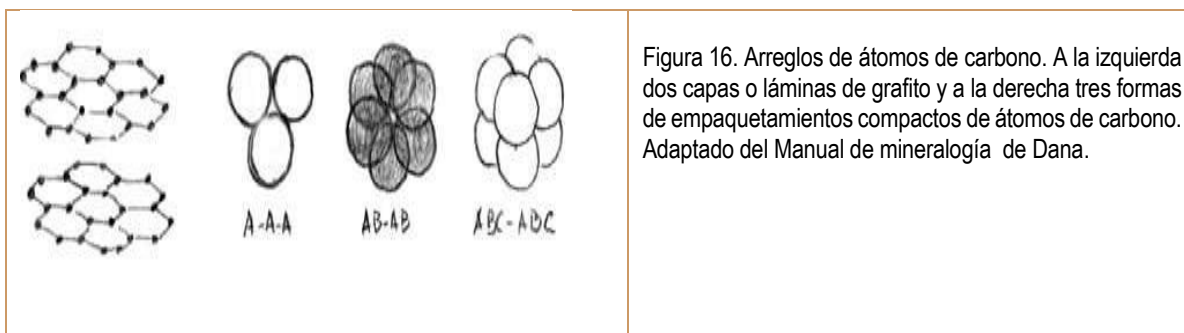 Figura 16. Arreglos de átomos de carbono. A la izquierda
dos capas o láminas de grafito y a la derecha tres formas
de empaquetamientos compactos de átomos de carbono.
Adaptado del Manual de mineralogía de Dana.
A-A-A AB-AB ABC-ABC